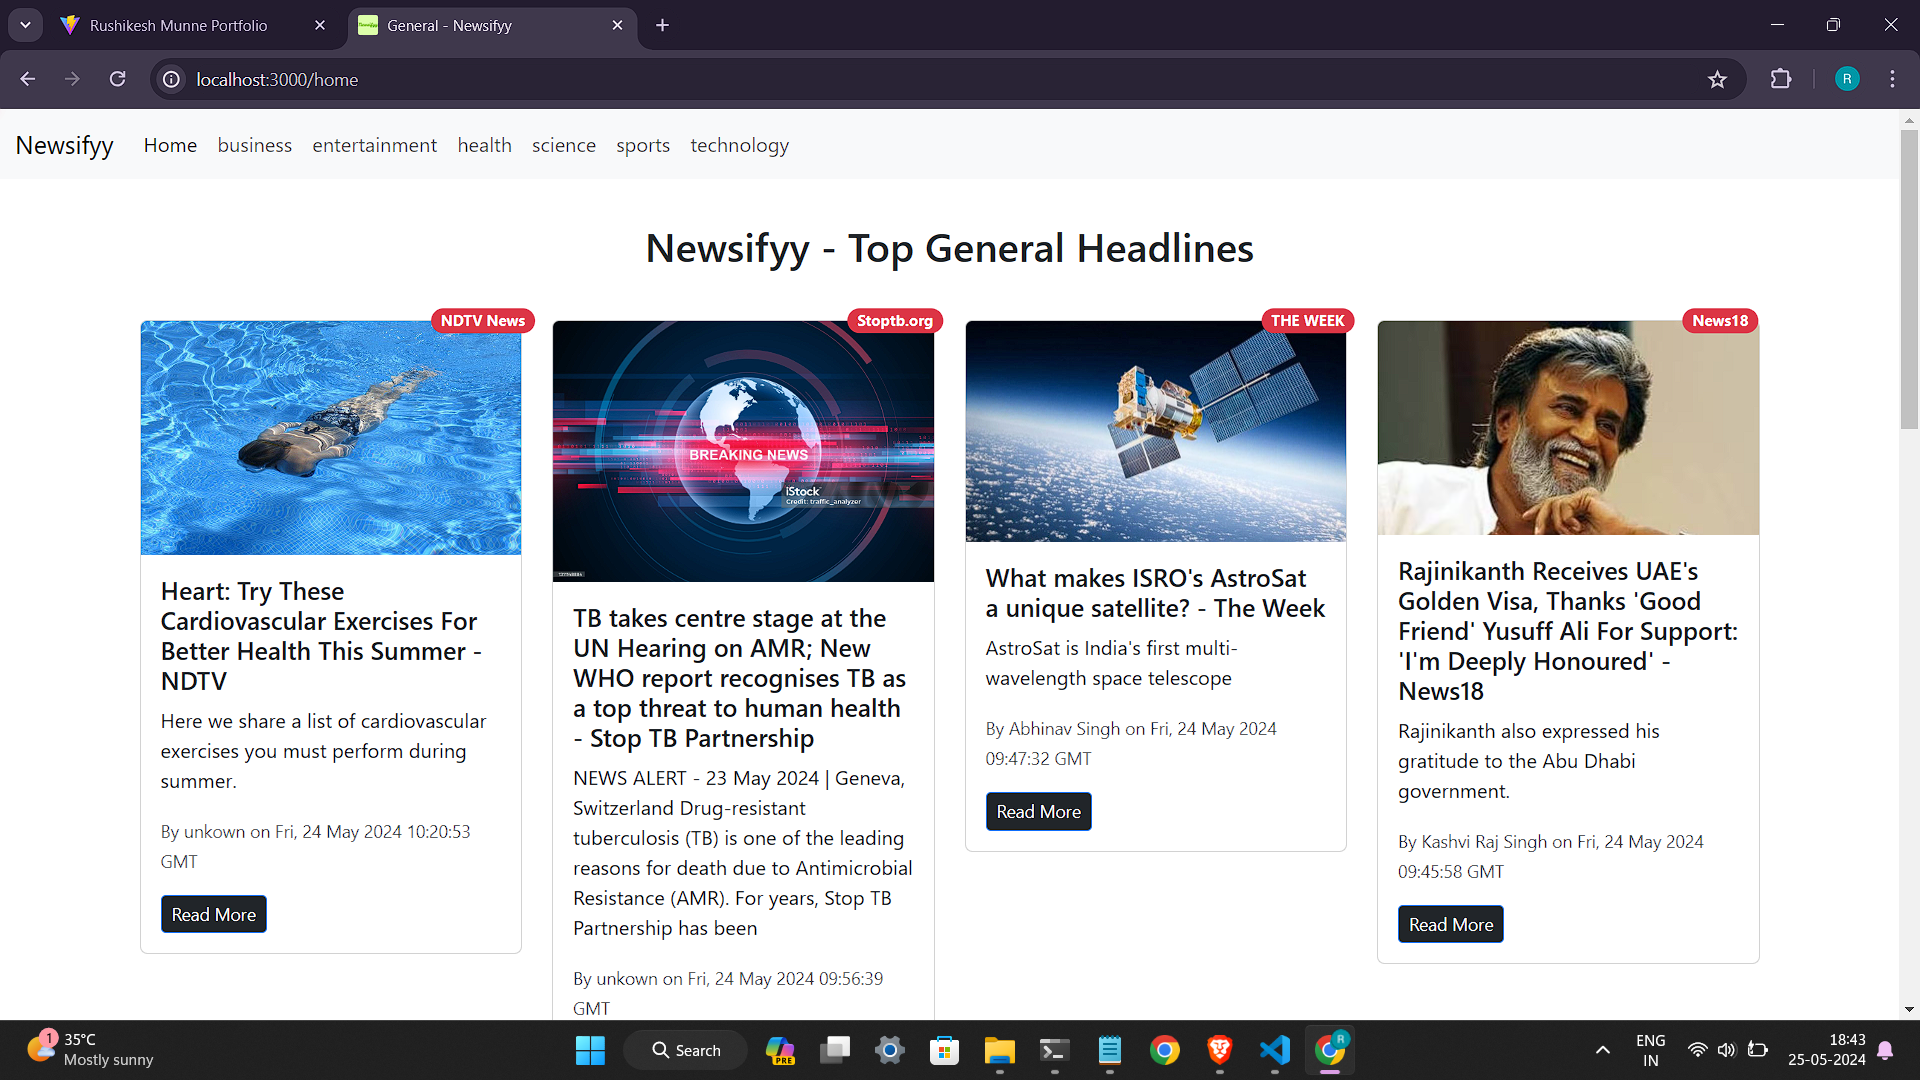 Rushikesh Munne Portfolio
General - Newsifyy
localhost:3000/home
R
Newsifyy
Home
business
entertainment
health
science
sports
technology
Newsifyy - Top General Headlines
NDTV News
Heart: Try These
Cardiovascular Exercises For
Better Health This Summer -
NDTV
Here we share a list of cardiovascular
exercises you must perform during
summer.
By unkown on Fri, 24 May 2024 10:20:53
GMT
Read More
Stoptb.org
BREAKING NEWS
iStock
Credit: traffic_analyzer
TB takes centre stage at the
UN Hearing on AMR; New
WHO report recognises TB as
a top threat to human health
- Stop TB Partnership
NEWS ALERT - 23 May 2024 | Geneva,
Switzerland Drug-resistant
tuberculosis (TB) is one of the leading
reasons for death due to Antimicrobial
Resistance (AMR). For years, Stop TB
Partnership has been
By unkown on Fri, 24 May 2024 09:56:39
GMT
THE WEEK
What makes ISRO's AstroSat
a unique satellite? - The Week
AstroSat is India's first multi-
wavelength space telescope
By Abhinav Singh on Fri, 24 May 2024
09:47:32 GMT
Read More
News18
Rajinikanth Receives UAE's
Golden Visa, Thanks 'Good
Friend' Yusuff Ali For Support:
'I'm Deeply Honoured' -
News18
Rajinikanth also expressed his
gratitude to the Abu Dhabi
government.
By Kashvi Raj Singh on Fri, 24 May 2024
09:45:58 GMT
Read More
1
35°C
Mostly sunny
Search
PRE
R
ENG
IN
18:43
25-05-2024